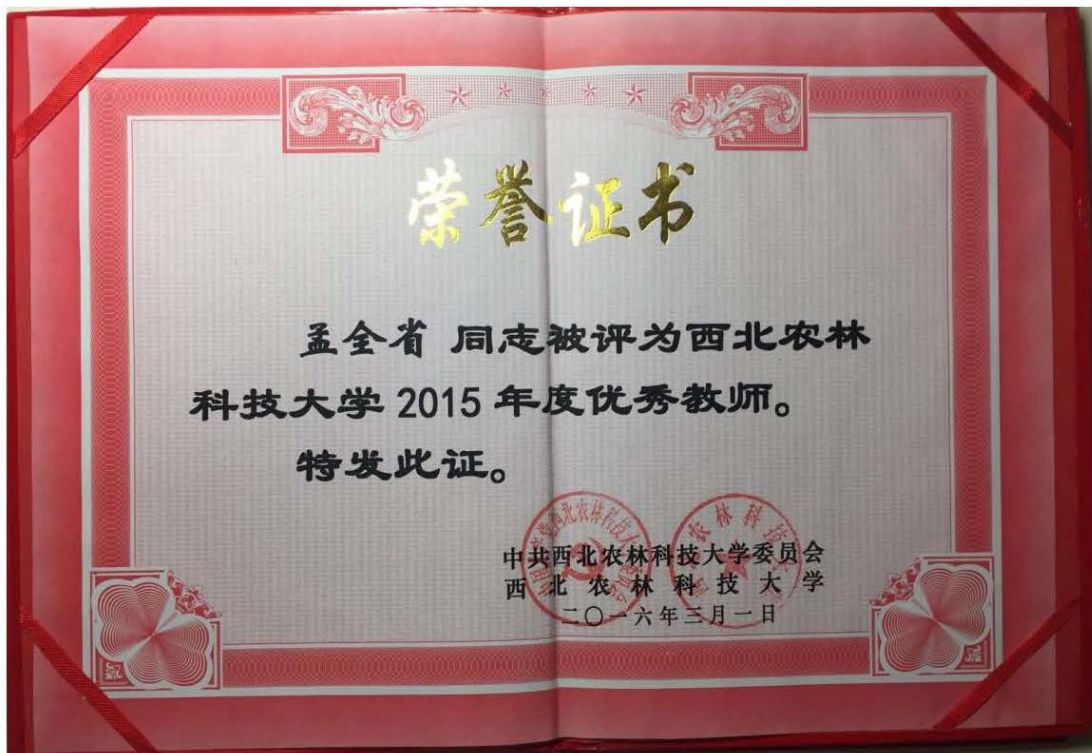 荣誉证书
孟全省 同志被评为西北农林
科技大学 2015 年度优秀教师。
特发此证。
中共西北农林科技大学委员会
西北农林科技大学
二〇一六年三月一日